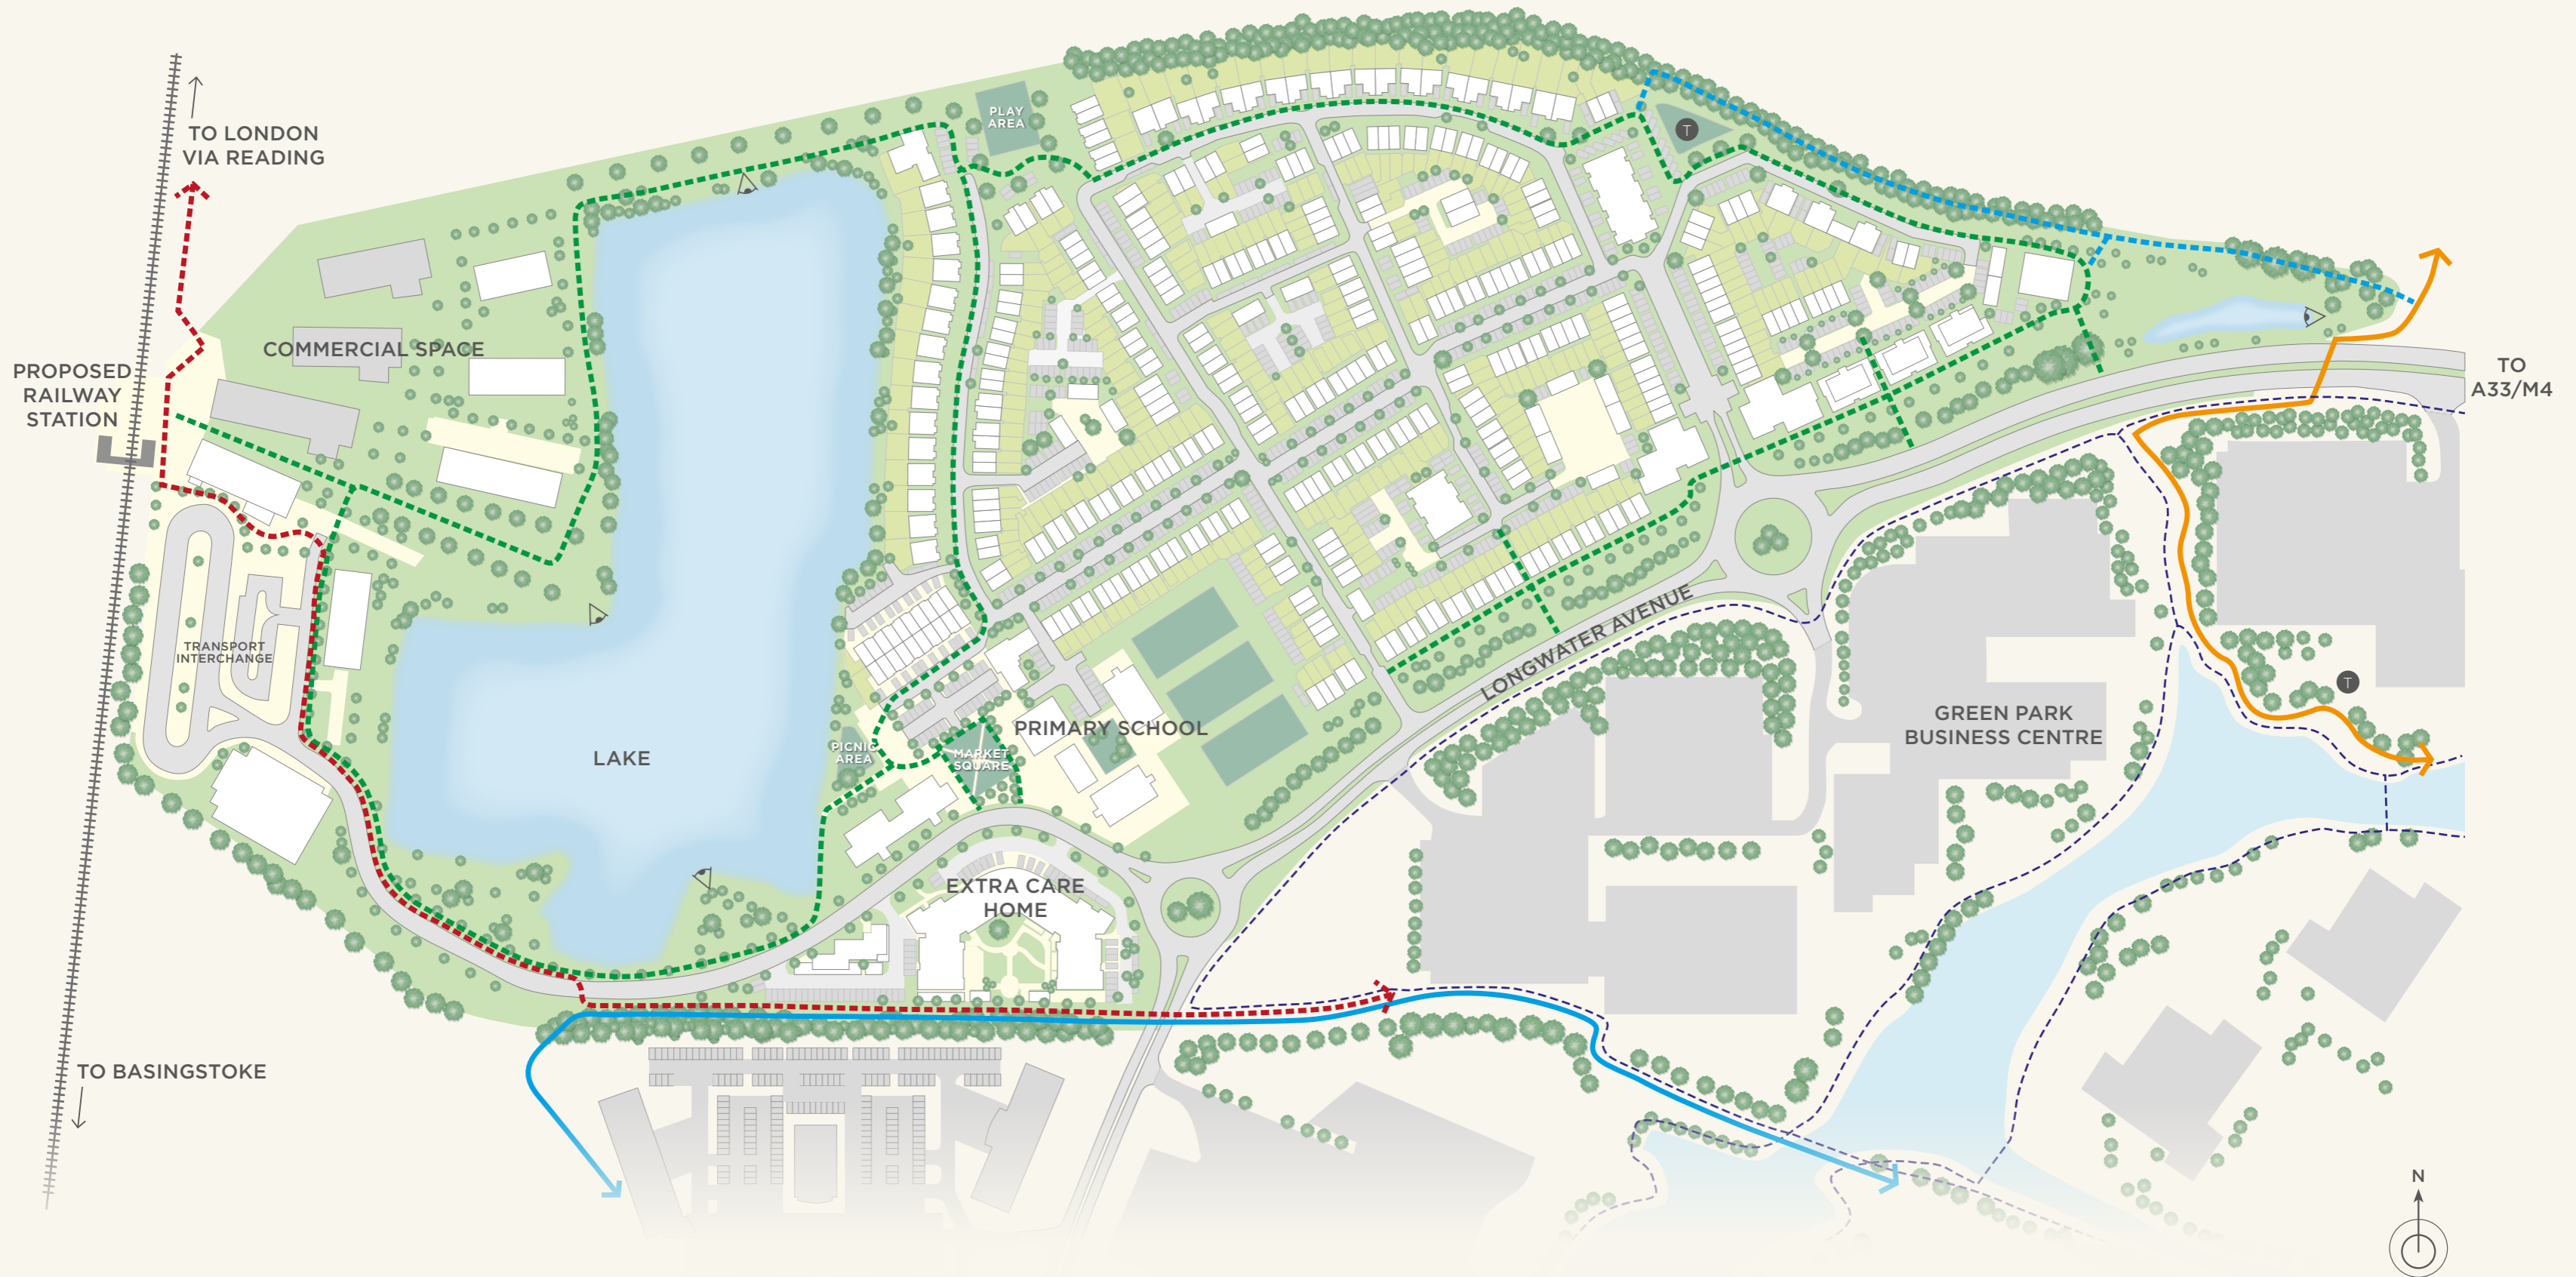 TO LONDON
VIA READING
PLAY
AREA
T
COMMERCIAL SPACE
PROPOSED
RAILWAY
STATION
TO
A33/M4
TRANSPORT
INTERCHANGE
LONGWATER AVENUE
T
LAKE
PICNIC
AREA
MARKET
SQUARE
PRIMARY SCHOOL
GREEN PARK
BUSINESS CENTRE
EXTRA CARE
HOME
TO BASINGSTOKE
N